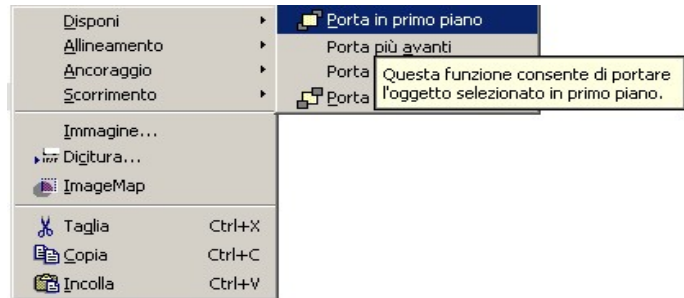 Disponi
Allineamento
Ancoraggio
Scorrimento
Immagine...
Dicitura...
ImageMap
Taglia Ctrl+X
Copia Ctrl+C
Incolla Ctrl+V
Porta in primo piano
Porta più avanti
Porta
Porta
Questa funzione consente di portare
l'oggetto selezionato in primo piano.